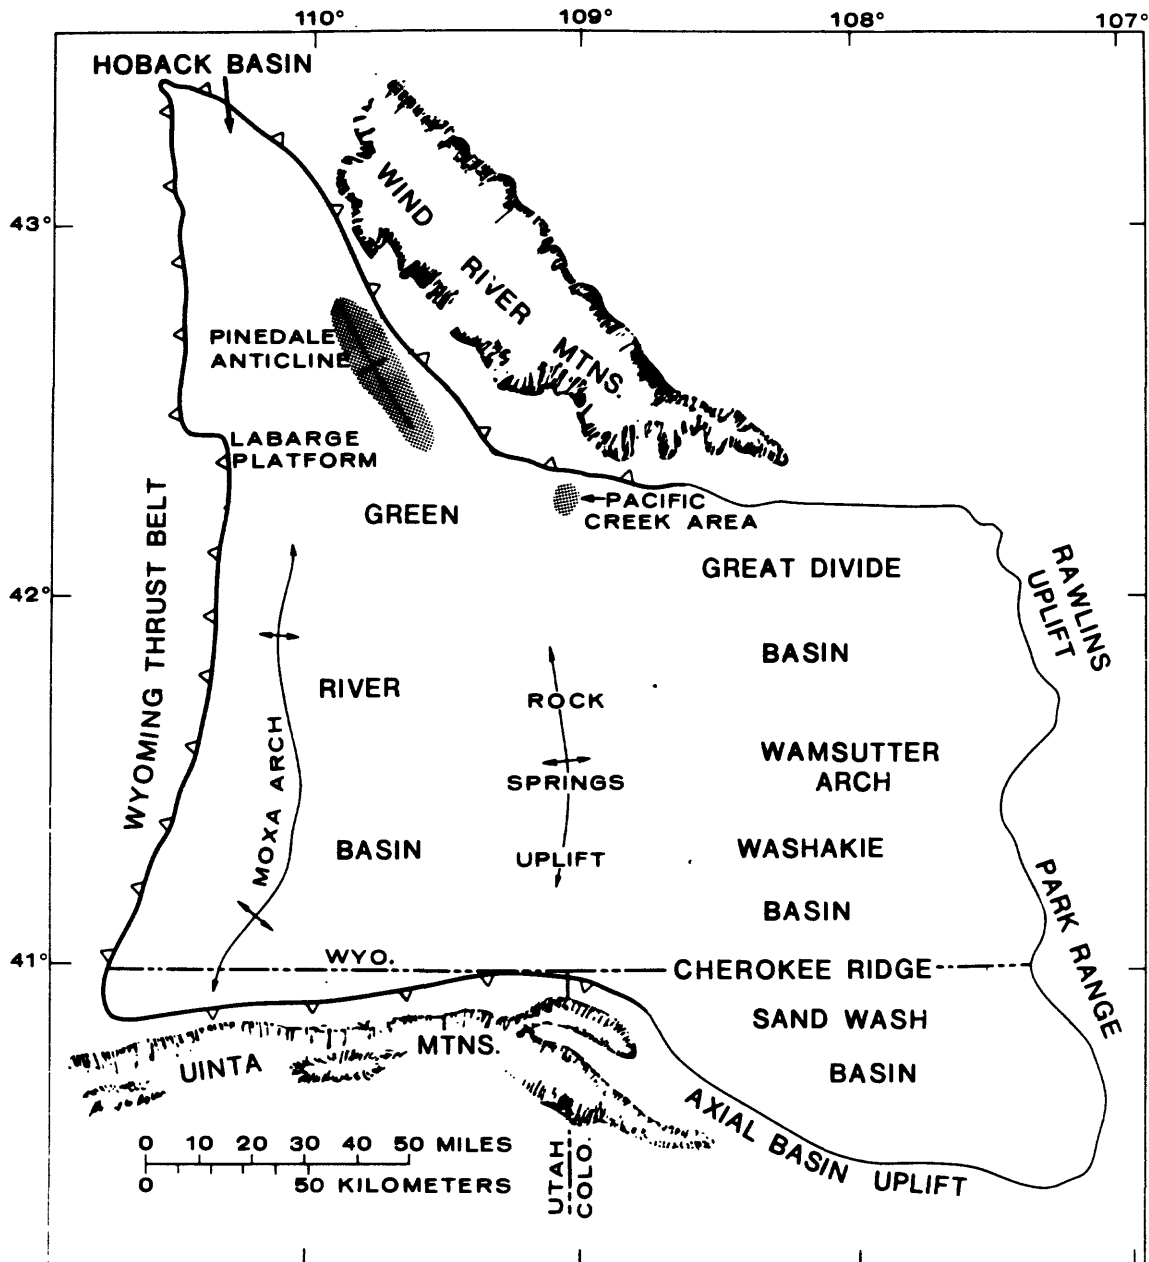 110° 109° 108° 107°
HOBACK BASIN
WIND
RIVER
MTNS.
43°
PINEDALE
ANTICLINE
LABARGE
PLATFORM
PACIFIC
CREEK AREA
GREEN
RIVER
BASIN
GREAT DIVIDE
BASIN
RAWLINS
UPLIFT
42°
WYOMING THRUST BELT
MOXA ARCH
ROCK
SPRINGS
UPLIFT
WAMSUTTER
ARCH
WASHAKIE
BASIN
PARK RANGE
41°
WYO.
CHEROKEE RIDGE
SAND WASH
BASIN
UINTA MTNS.
AXIAL BASIN UPLIFT
0 10 20 30 40 50 MILES
0 50 KILOMETERS
UTAH
COLO.